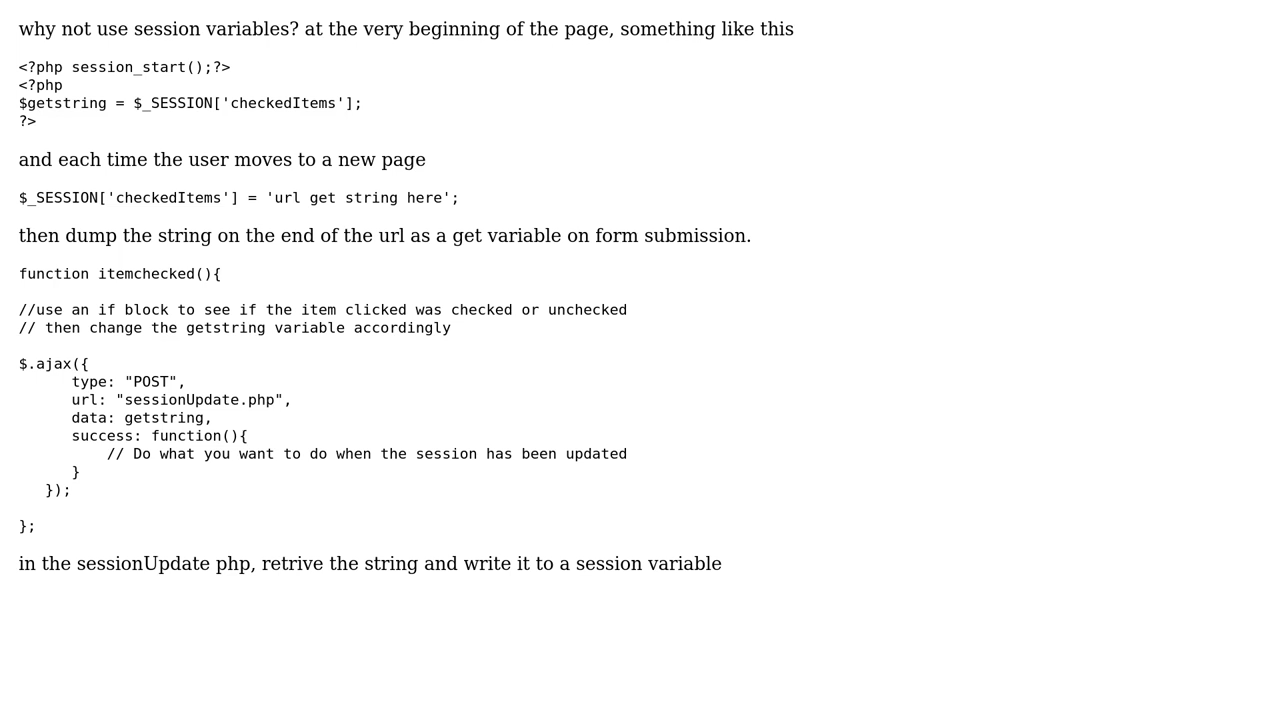 why not use session variables? at the very beginning of the page, something like this
<?php session_start();?>
<?php
$getstring = $_SESSION['checkedItems'];
?>
and each time the user moves to a new page
$_SESSION['checkedItems'] = 'url get string here';
then dump the string on the end of the url as a get variable on form submission.
function itemchecked(){
//use an if block to see if the item clicked was checked or unchecked
// then change the getstring variable accordingly
$.ajax({
      type: "POST",
      url: "sessionUpdate.php",
      data: getstring,
      success: function(){
          // Do what you want to do when the session has been updated
      }
   });
};
in the sessionUpdate php, retrive the string and write it to a session variable